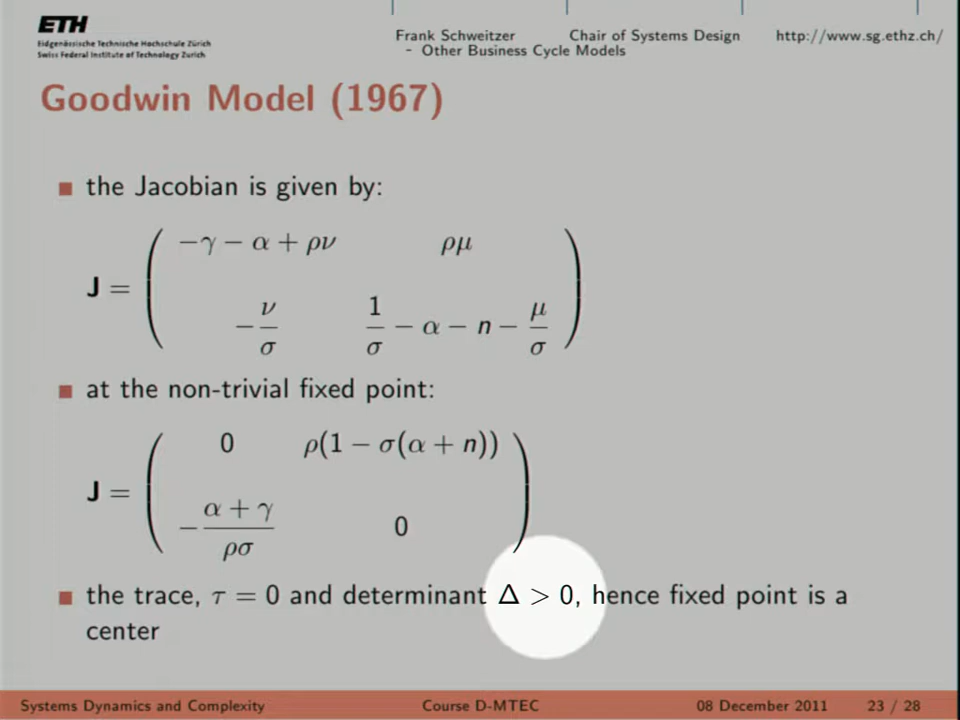 ETH
Eidgenössische Technische Hochschule Zürich
Swiss Federal Institute of Technology Zurich
Frank Schweitzer Chair of Systems Design http://www.sg.ethz.ch/
- Other Business Cycle Models
Goodwin Model (1967)
the Jacobian is given by:
J = ( −γ − α + ρν ρμ
−ν/σ 1/σ − α − n − μ/σ )
at the non-trivial fixed point:
J = ( 0 ρ(1 − σ(α + n))
−(α + γ)/ρσ 0 )
the trace, τ = 0 and determinant Δ > 0, hence fixed point is a
center
Systems Dynamics and Complexity Course D-MTEC 08 December 2011 23 / 28